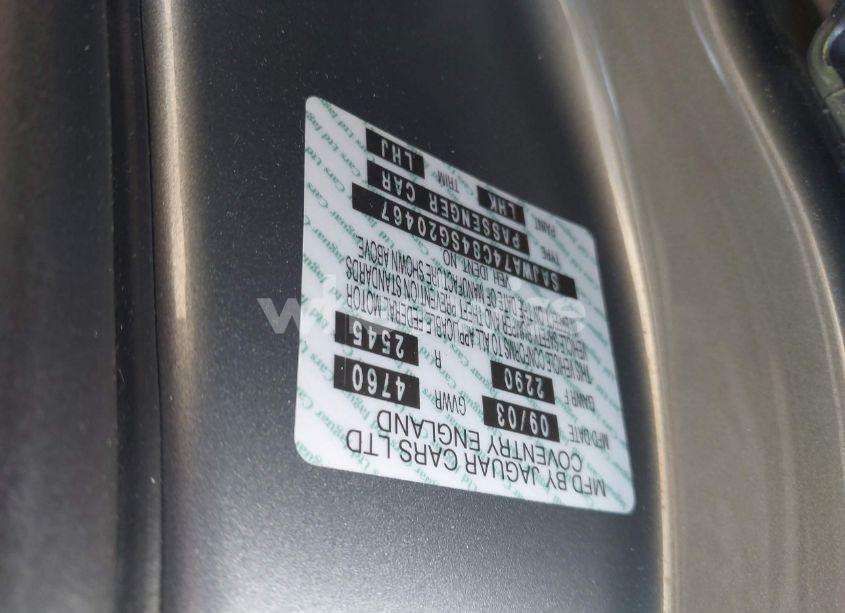 MFD BY JAGUAR CARS LTD
COVENTRY ENGLAND
MFD DATE 09/03 GVWR 4760
GAWR F 2290 R 2545
THIS VEHICLE CONFORMS TO ALL APPLICABLE FEDERAL MOTOR
VEHICLE SAFETY BUMPER AND THEFT PREVENTION STANDARDS
IN EFFECT ON THE DATE OF MANUFACTURE SHOWN ABOVE
VEH IDENT. NO
SAJWA74C84SG20467
TYPE PASSENGER CAR
PAINT LHK TRIM LHJ